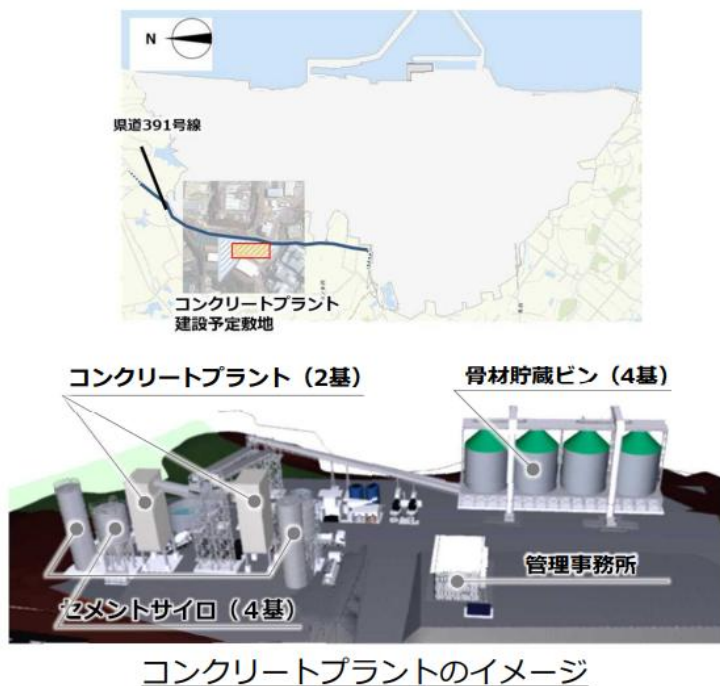 N
県道391号線
コンクリートプラント
建設予定敷地
コンクリートプラント（2基）
骨材貯蔵ビン（4基）
管理事務所
セメントサイロ（４基）
コンクリートプラントのイメージ